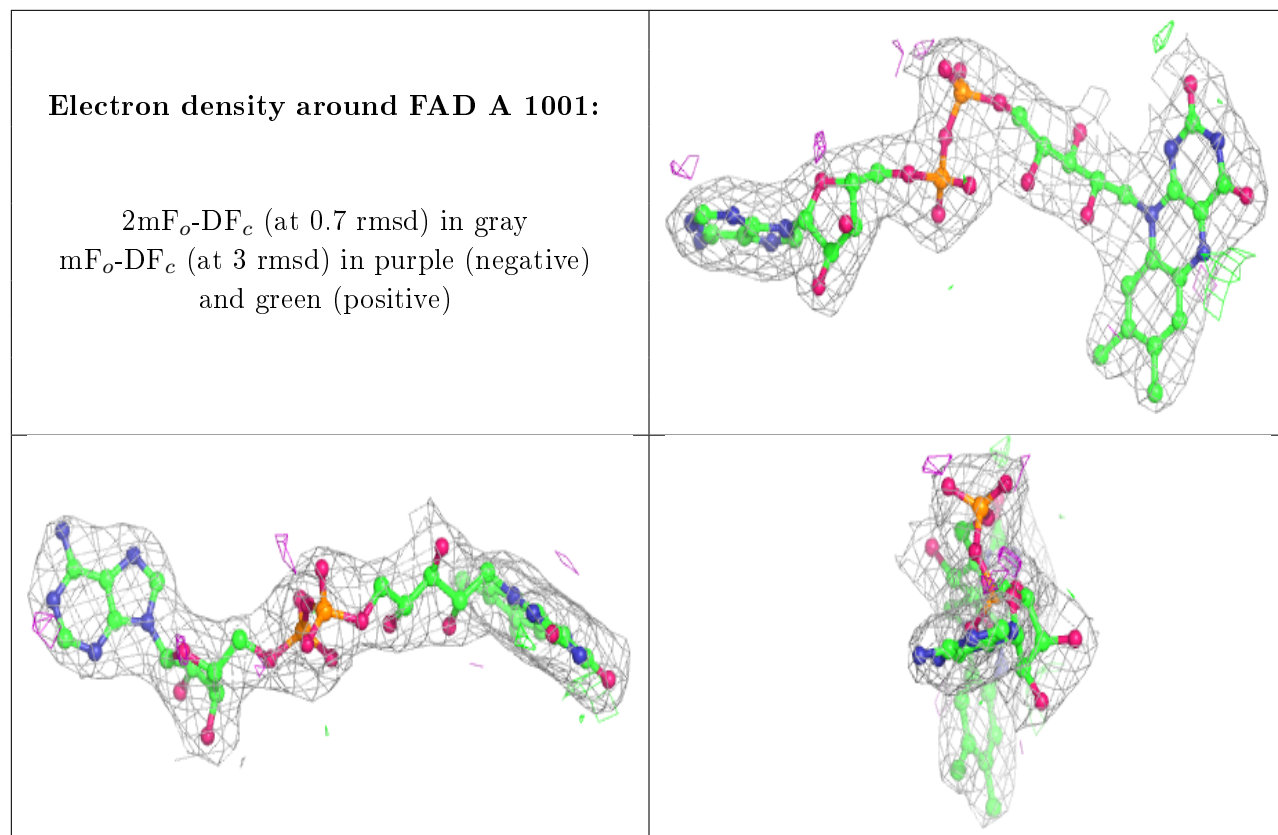 Electron density around FAD A 1001:
2mFₒ-DF𝒸 (at 0.7 rmsd) in gray
mFₒ-DF𝒸 (at 3 rmsd) in purple (negative)
and green (positive)